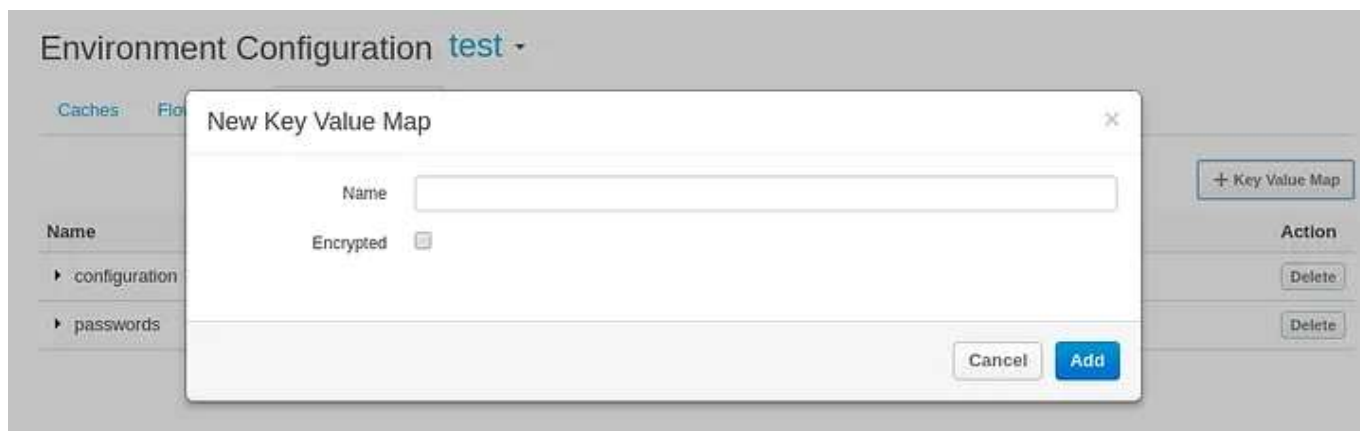 Environment Configuration test
Caches
New Key Value Map
×
Name
+ Key Value Map
Encrypted
Name
Action
configuration
Delete
passwords
Delete
Cancel
Add